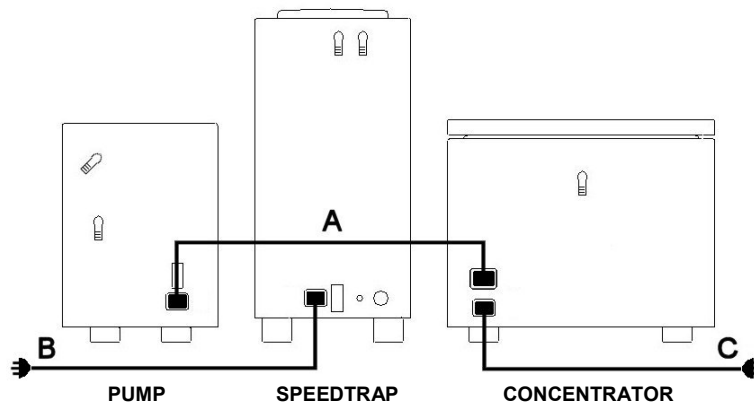 A
B
C
PUMP
SPEEDTRAP
CONCENTRATOR